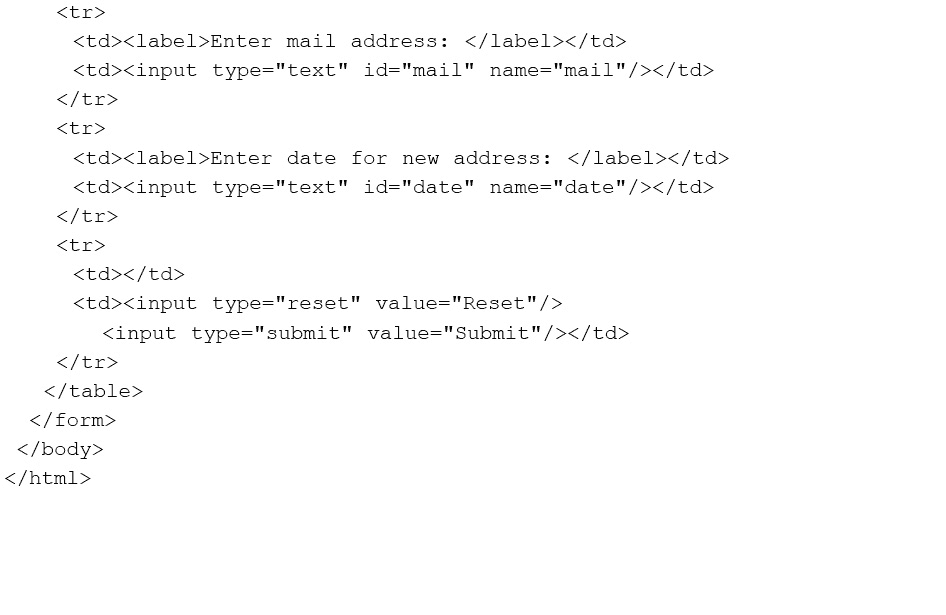 <tr>
<td><label>Enter mail address: </label></td>
<td><input type="text" id="mail" name="mail"/></td>
</tr>
<tr>
<td><label>Enter date for new address: </label></td>
<td><input type="text" id="date" name="date"/></td>
</tr>
<tr>
<td></td>
<td><input type="reset" value="Reset"/>
<input type="submit" value="Submit"/></td>
</tr>
</table>
</form>
</body>
</html>